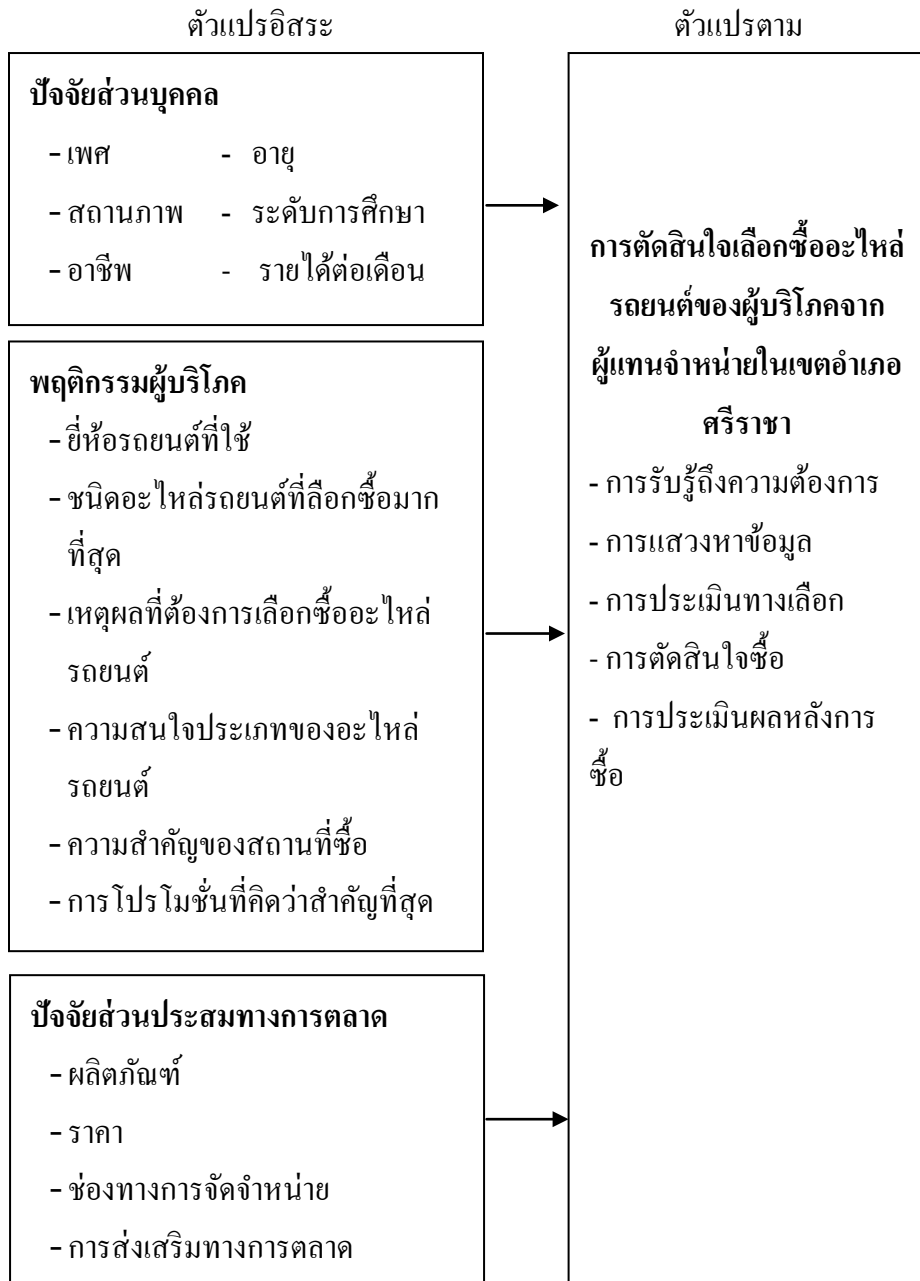 ตัวแปรอิสระ
ตัวแปรตาม
ปัจจัยส่วนบุคคล
- เพศ - อายุ
- สถานภาพ - ระดับการศึกษา
- อาชีพ - รายได้ต่อเดือน
พฤติกรรมผู้บริโภค
- ยี่ห้อรถยนต์ที่ใช้
- ชนิดอะไหล่รถยนต์ที่ลือกซื้อมาก
ที่สุด
- เหตุผลที่ต้องการเลือกซื้ออะไหล่
รถยนต์
- ความสนใจประเภทของอะไหล่
รถยนต์
- ความสำคัญของสถานที่ซื้อ
- การโปรโมชั่นที่คิดว่าสำคัญที่สุด
ปัจจัยส่วนประสมทางการตลาด
- ผลิตภัณฑ์
- ราคา
- ช่องทางการจัดจำหน่าย
- การส่งเสริมทางการตลาด
การตัดสินใจเลือกซื้ออะไหล่
รถยนต์ของผู้บริโภคจาก
ผู้แทนจำหน่ายในเขตอำเภอ
ศรีราชา
- การรับรู้ถึงความต้องการ
- การแสวงหาข้อมูล
- การประเมินทางเลือก
- การตัดสินใจซื้อ
- การประเมินผลหลังการ
ซื้อ